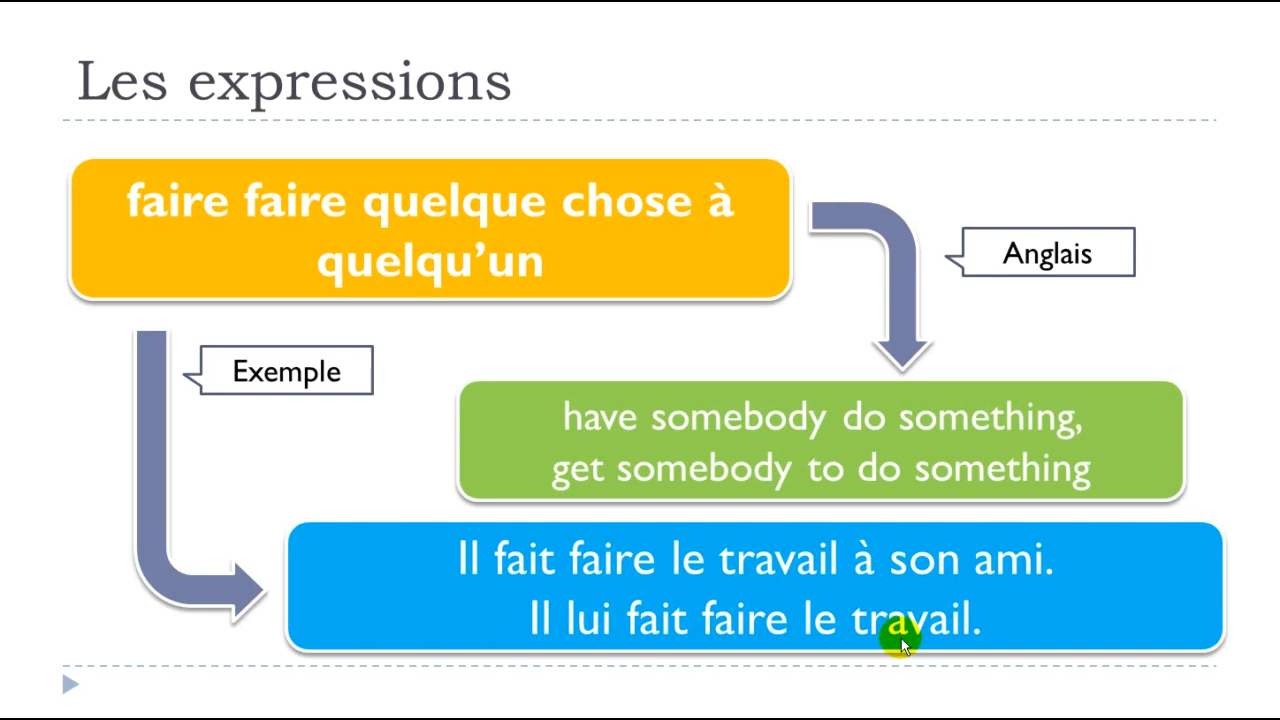 Les expressions
faire faire quelque chose à
quelqu’un
Anglais
Exemple
have somebody do something,
get somebody to do something
Il fait faire le travail à son ami.
Il lui fait faire le travail.